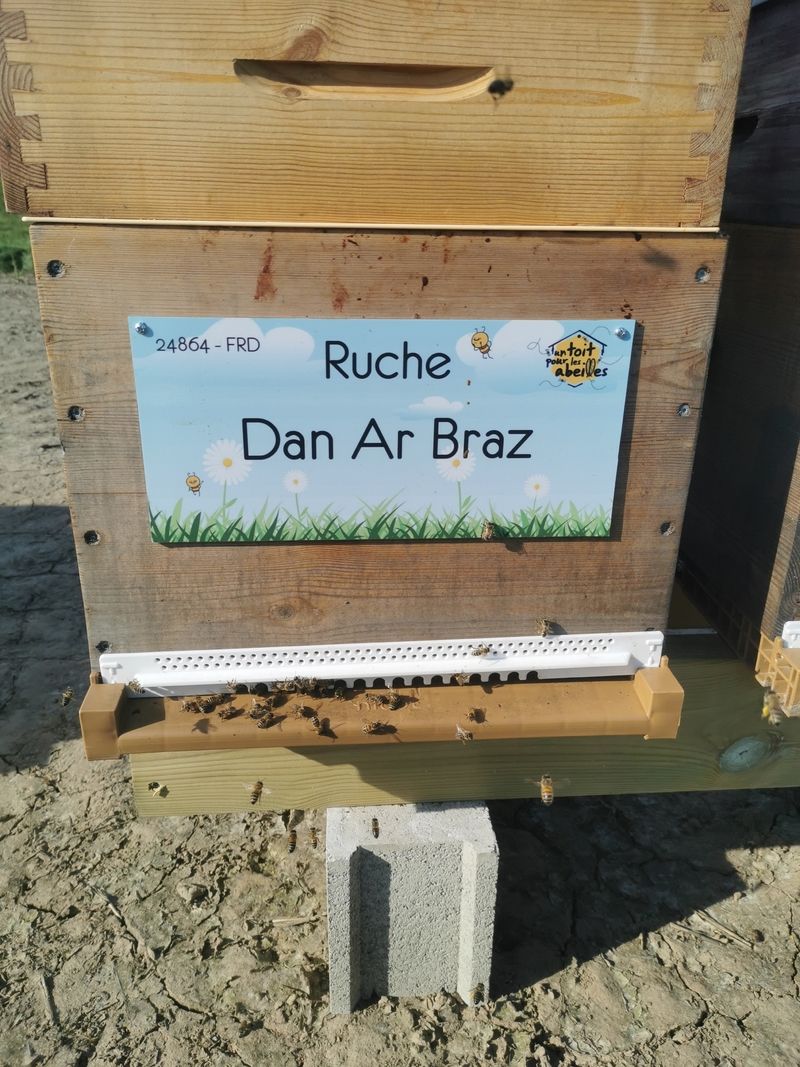 24864 - FRD
Ruche
un toit
pour les
abeilles
Dan Ar Braz